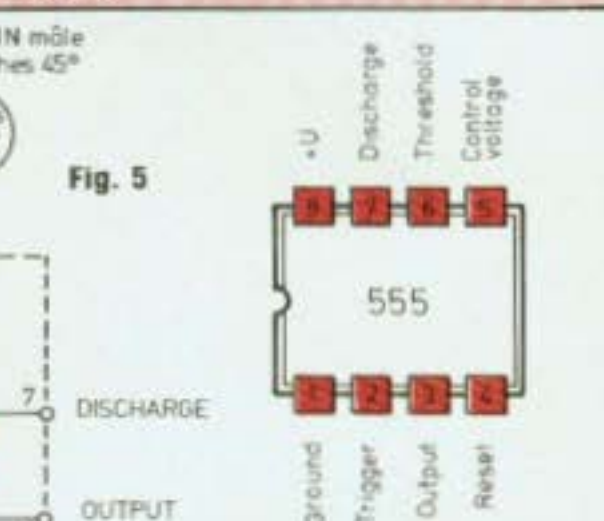 IN mâle
hes 45°
Fig. 5
+U
Discharge
Threshold
Control
voltage
8 7 6 5
555
1 2 3 4
ground
Trigger
Output
Reset
7
DISCHARGE
OUTPUT